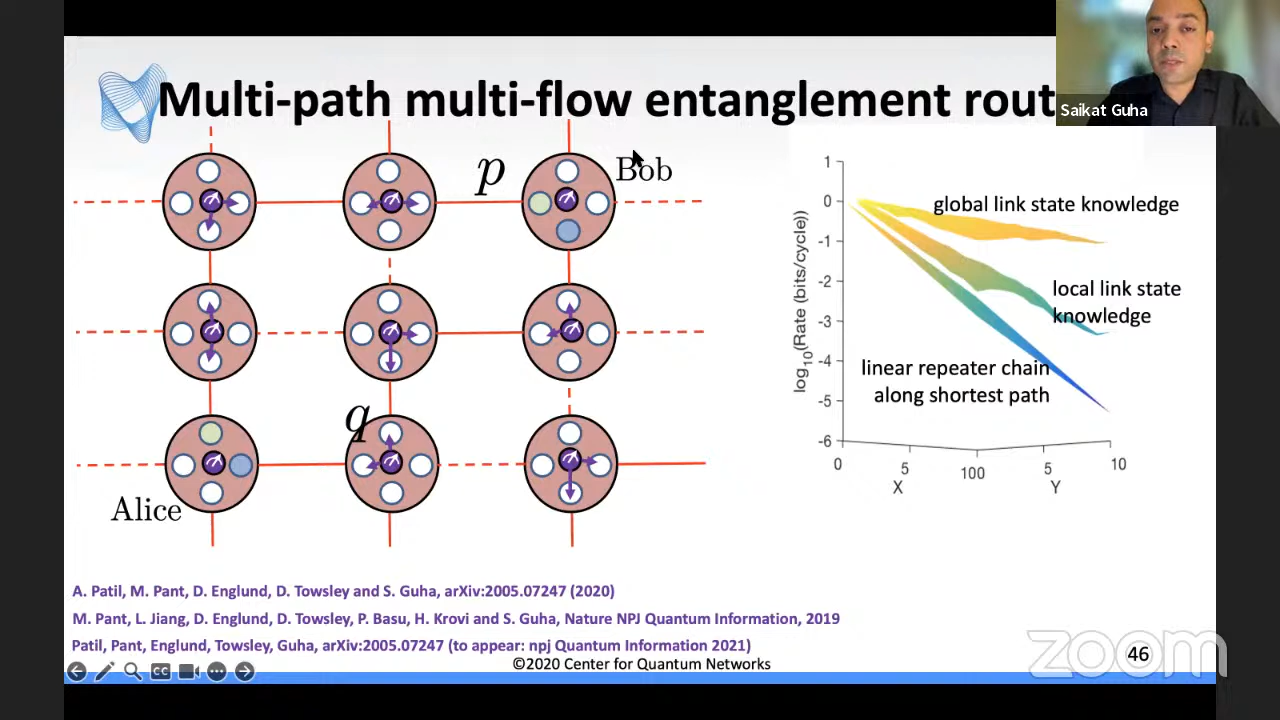 Multi-path multi-flow entanglement rout
Saikat Guha
p
Bob
q
Alice
log10(Rate (bits/cycle))
1
0
-1
-2
-3
-4
-5
-6
global link state knowledge
local link state
knowledge
linear repeater chain
along shortest path
0
5
100
5
10
X
Y
A. Patil, M. Pant, D. Englund, D. Towsley and S. Guha, arXiv:2005.07247 (2020)
M. Pant, L. Jiang, D. Englund, D. Towsley, P. Basu, H. Krovi and S. Guha, Nature NPJ Quantum Information, 2019
Patil, Pant, Englund, Towsley, Guha, arXiv:2005.07247 (to appear: npj Quantum Information 2021)
CC
©2020 Center for Quantum Networks
46
zoom